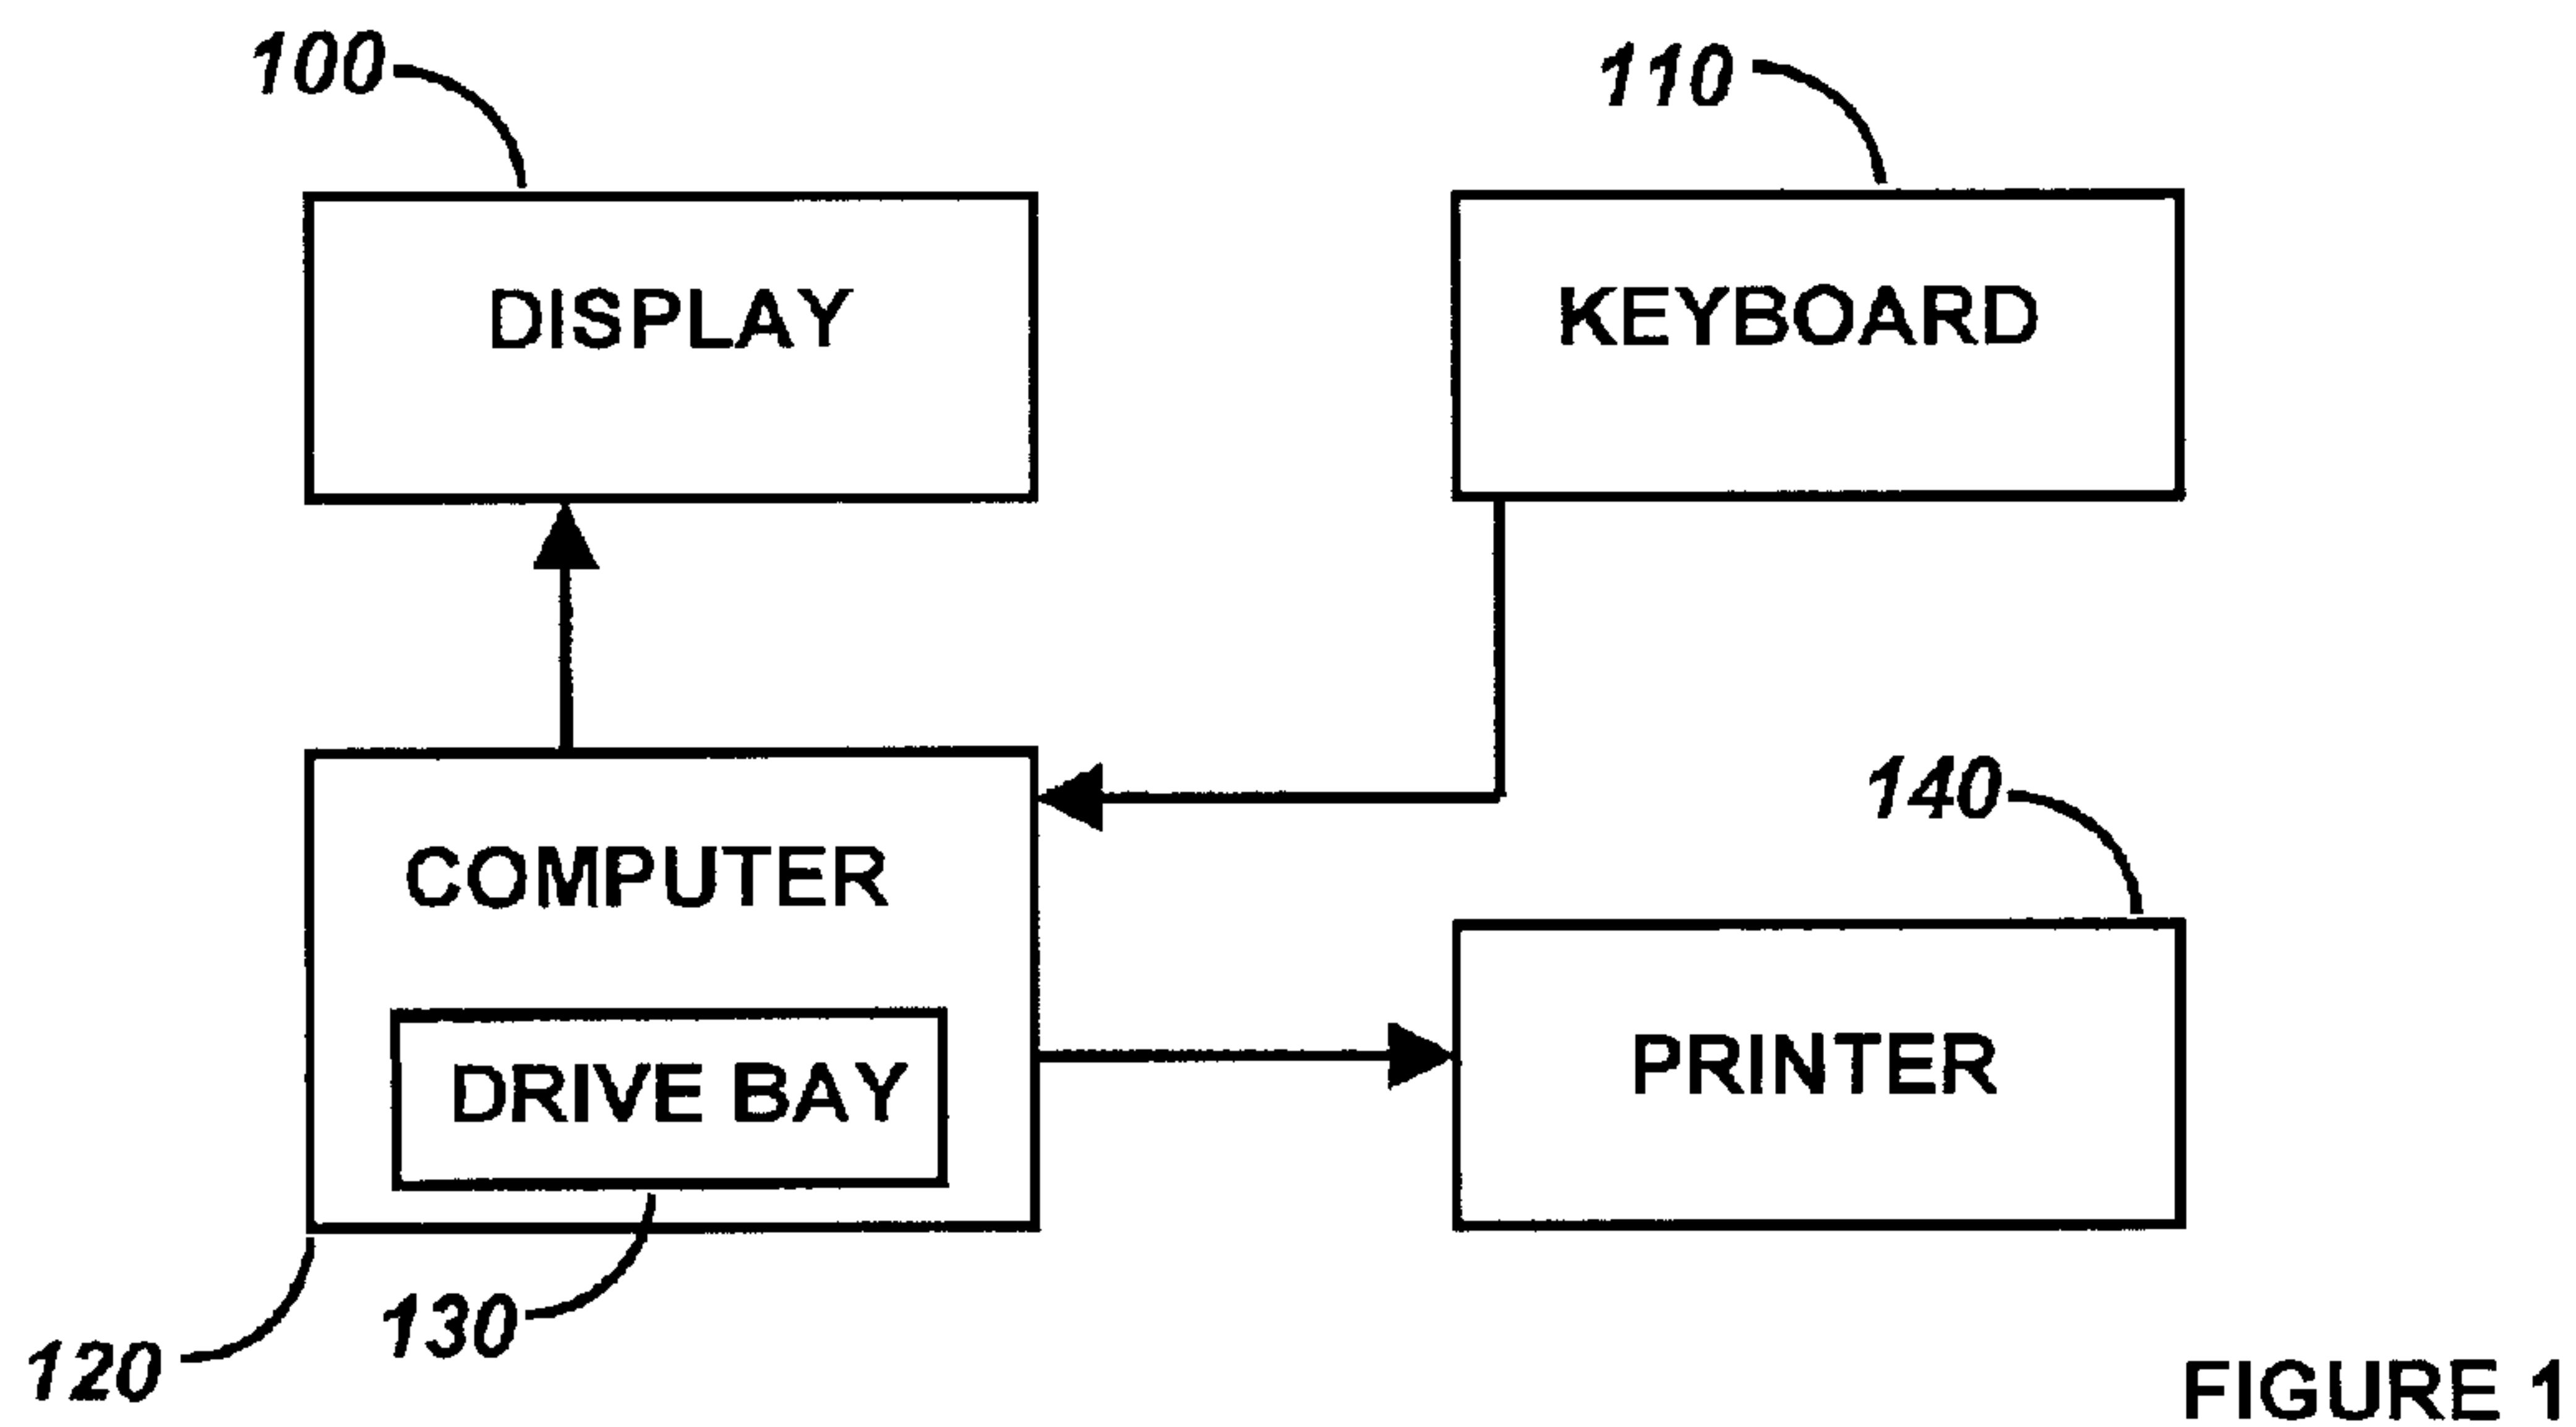 100
110
DISPLAY
KEYBOARD
140
COMPUTER
DRIVE BAY
PRINTER
130
120
FIGURE 1